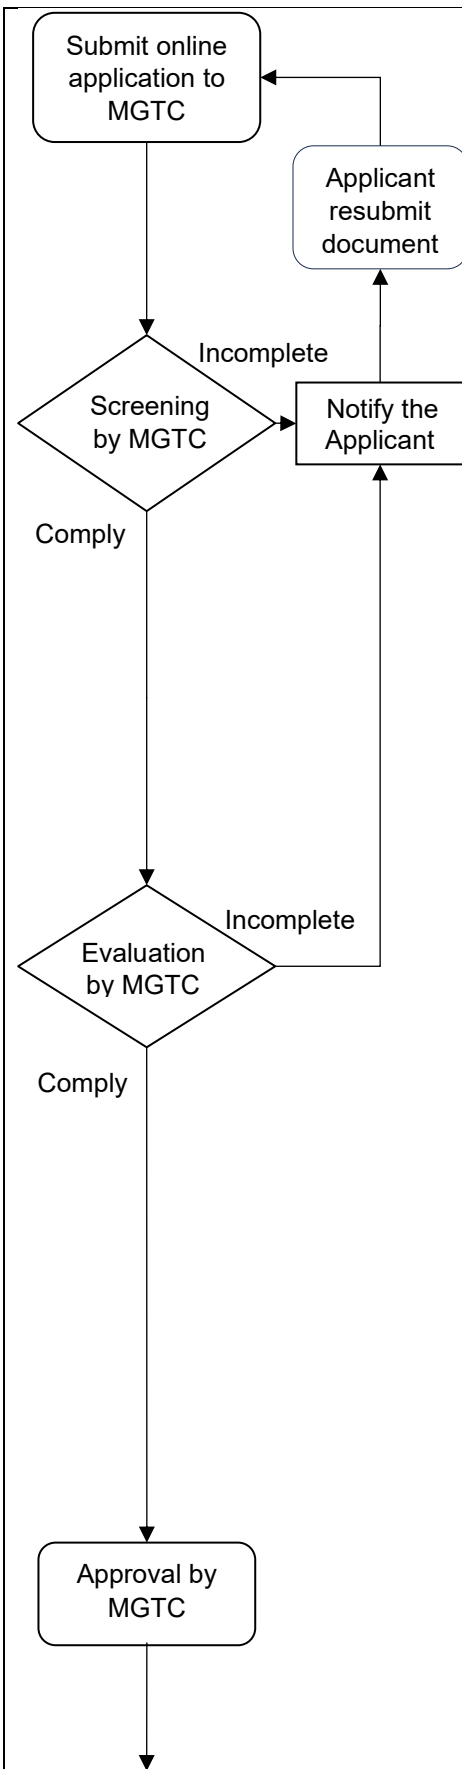 Submit online
application to
MGTC
Applicant
resubmit
document
Incomplete
Screening
by MGTC
Notify the
Applicant
Comply
Incomplete
Evaluation
by MGTC
Comply
Approval by
MGTC